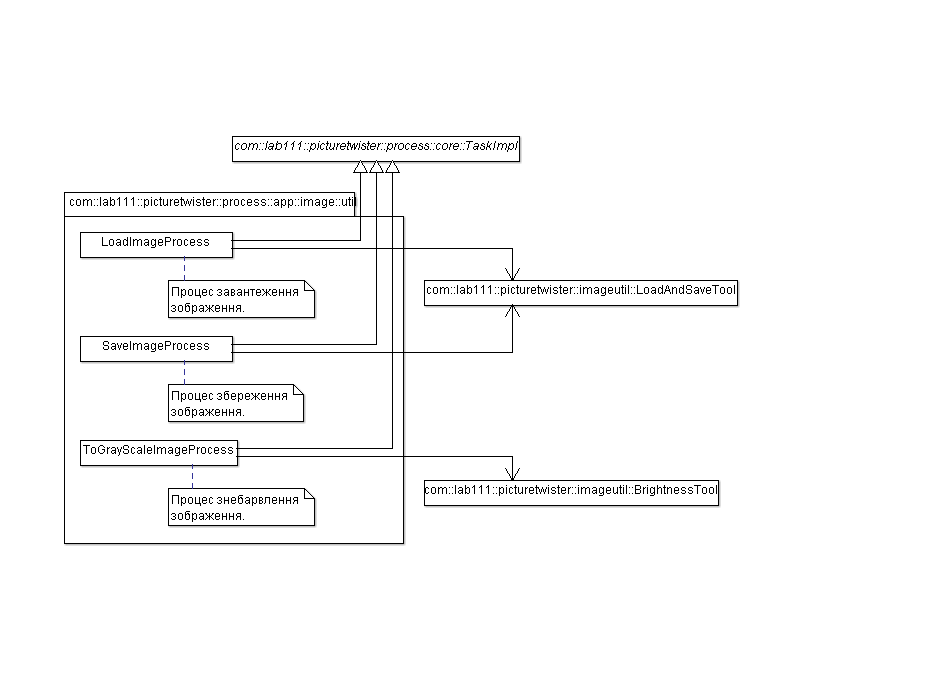 com::lab111::picturetwister::process::core::TaskImpl
com::lab111::picturetwister::process::app::image::util
LoadImageProcess
Процес завантеження
зображення.
com::lab111::picturetwister::imageutil::LoadAndSaveTool
SaveImageProcess
Процес збереження
зображення.
ToGrayScaleImageProcess
com::lab111::picturetwister::imageutil::BrightnessTool
Процес знебарвлення
зображення.